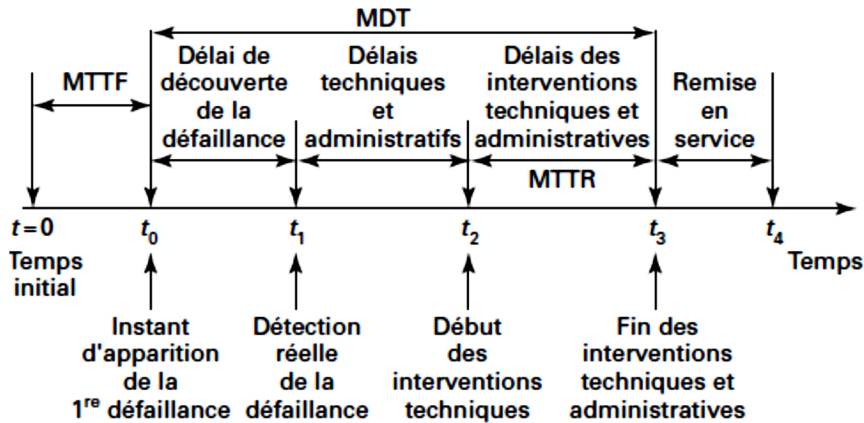 MDT
MTTF
Délai de
découverte
de la
défaillance
Délais
techniques
et
administratifs
Délais des
interventions
techniques et
administratives
Remise
en
service
MTTR
t = 0
t0
t1
t2
t3
t4
Temps
initial
Temps
Instant
d'apparition
de la
1re défaillance
Détection
réelle
de la
défaillance
Début
des
interventions
techniques
Fin des
interventions
techniques et
administratives